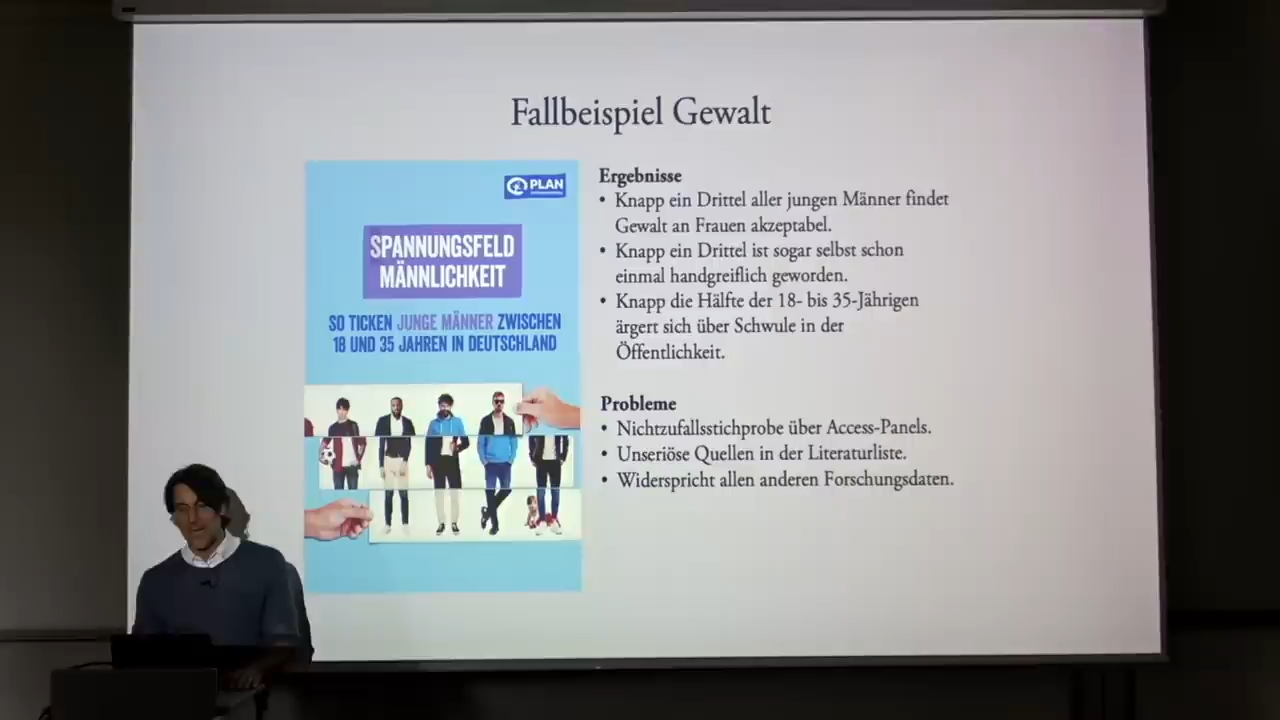 Fallbeispiel Gewalt
PLAN
SPANNUNGSFELD
MÄNNLICHKEIT
SO TICKEN JUNGE MÄNNER ZWISCHEN
18 UND 35 JAHREN IN DEUTSCHLAND
Ergebnisse
• Knapp ein Drittel aller jungen Männer findet
Gewalt an Frauen akzeptabel.
• Knapp ein Drittel ist sogar selbst schon
einmal handgreiflich geworden.
• Knapp die Hälfte der 18- bis 35-Jährigen
ärgert sich über Schwule in der
Öffentlichkeit.
Probleme
• Nichtzufallsstichprobe über Access-Panels.
• Unseriöse Quellen in der Literaturliste.
• Widerspricht allen anderen Forschungsdaten.